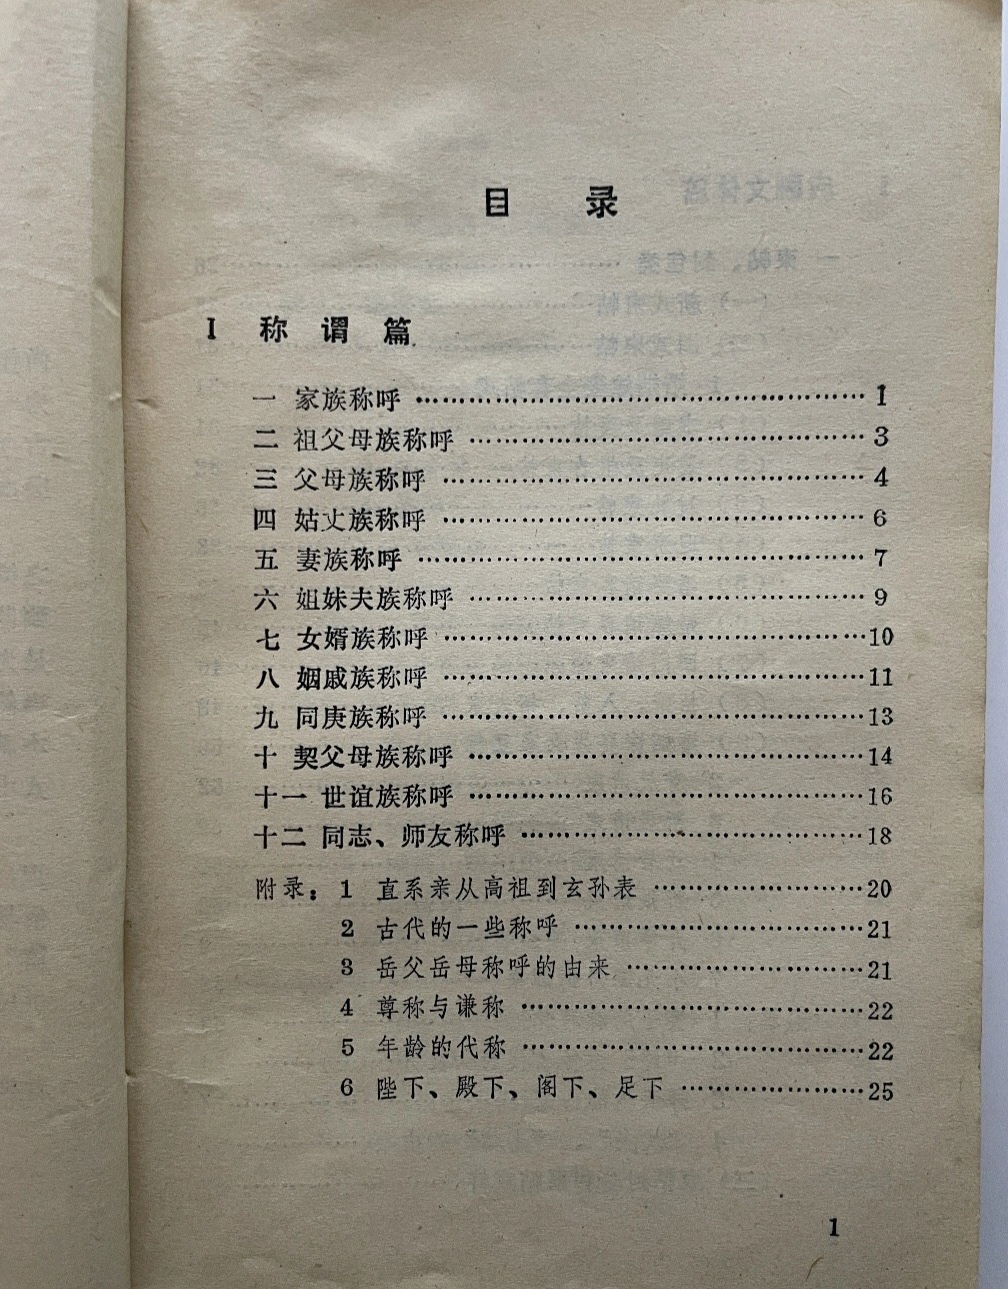 目录
I 称谓篇
一 家族称呼 …………………………………………… 1
二 祖父母族称呼 …………………………………………… 3
三 父母族称呼 …………………………………………… 4
四 姑丈族称呼 …………………………………………… 6
五 妻族称呼 …………………………………………… 7
六 姐妹夫族称呼 …………………………………………… 9
七 女婿族称呼 …………………………………………… 10
八 姻戚族称呼 …………………………………………… 11
九 同庚族称呼 …………………………………………… 13
十 契父母族称呼 …………………………………………… 14
十一 世谊族称呼 …………………………………………… 16
十二 同志、师友称呼 …………………………………………… 18
附录：1 直系亲从高祖到玄孙表 ……………………… 20
2 古代的一些称呼 ……………………………… 21
3 岳父岳母称呼的由来 ………………………… 21
4 尊称与谦称 …………………………………… 22
5 年龄的代称 …………………………………… 22
6 陛下、殿下、阁下、足下 …………………… 25
1